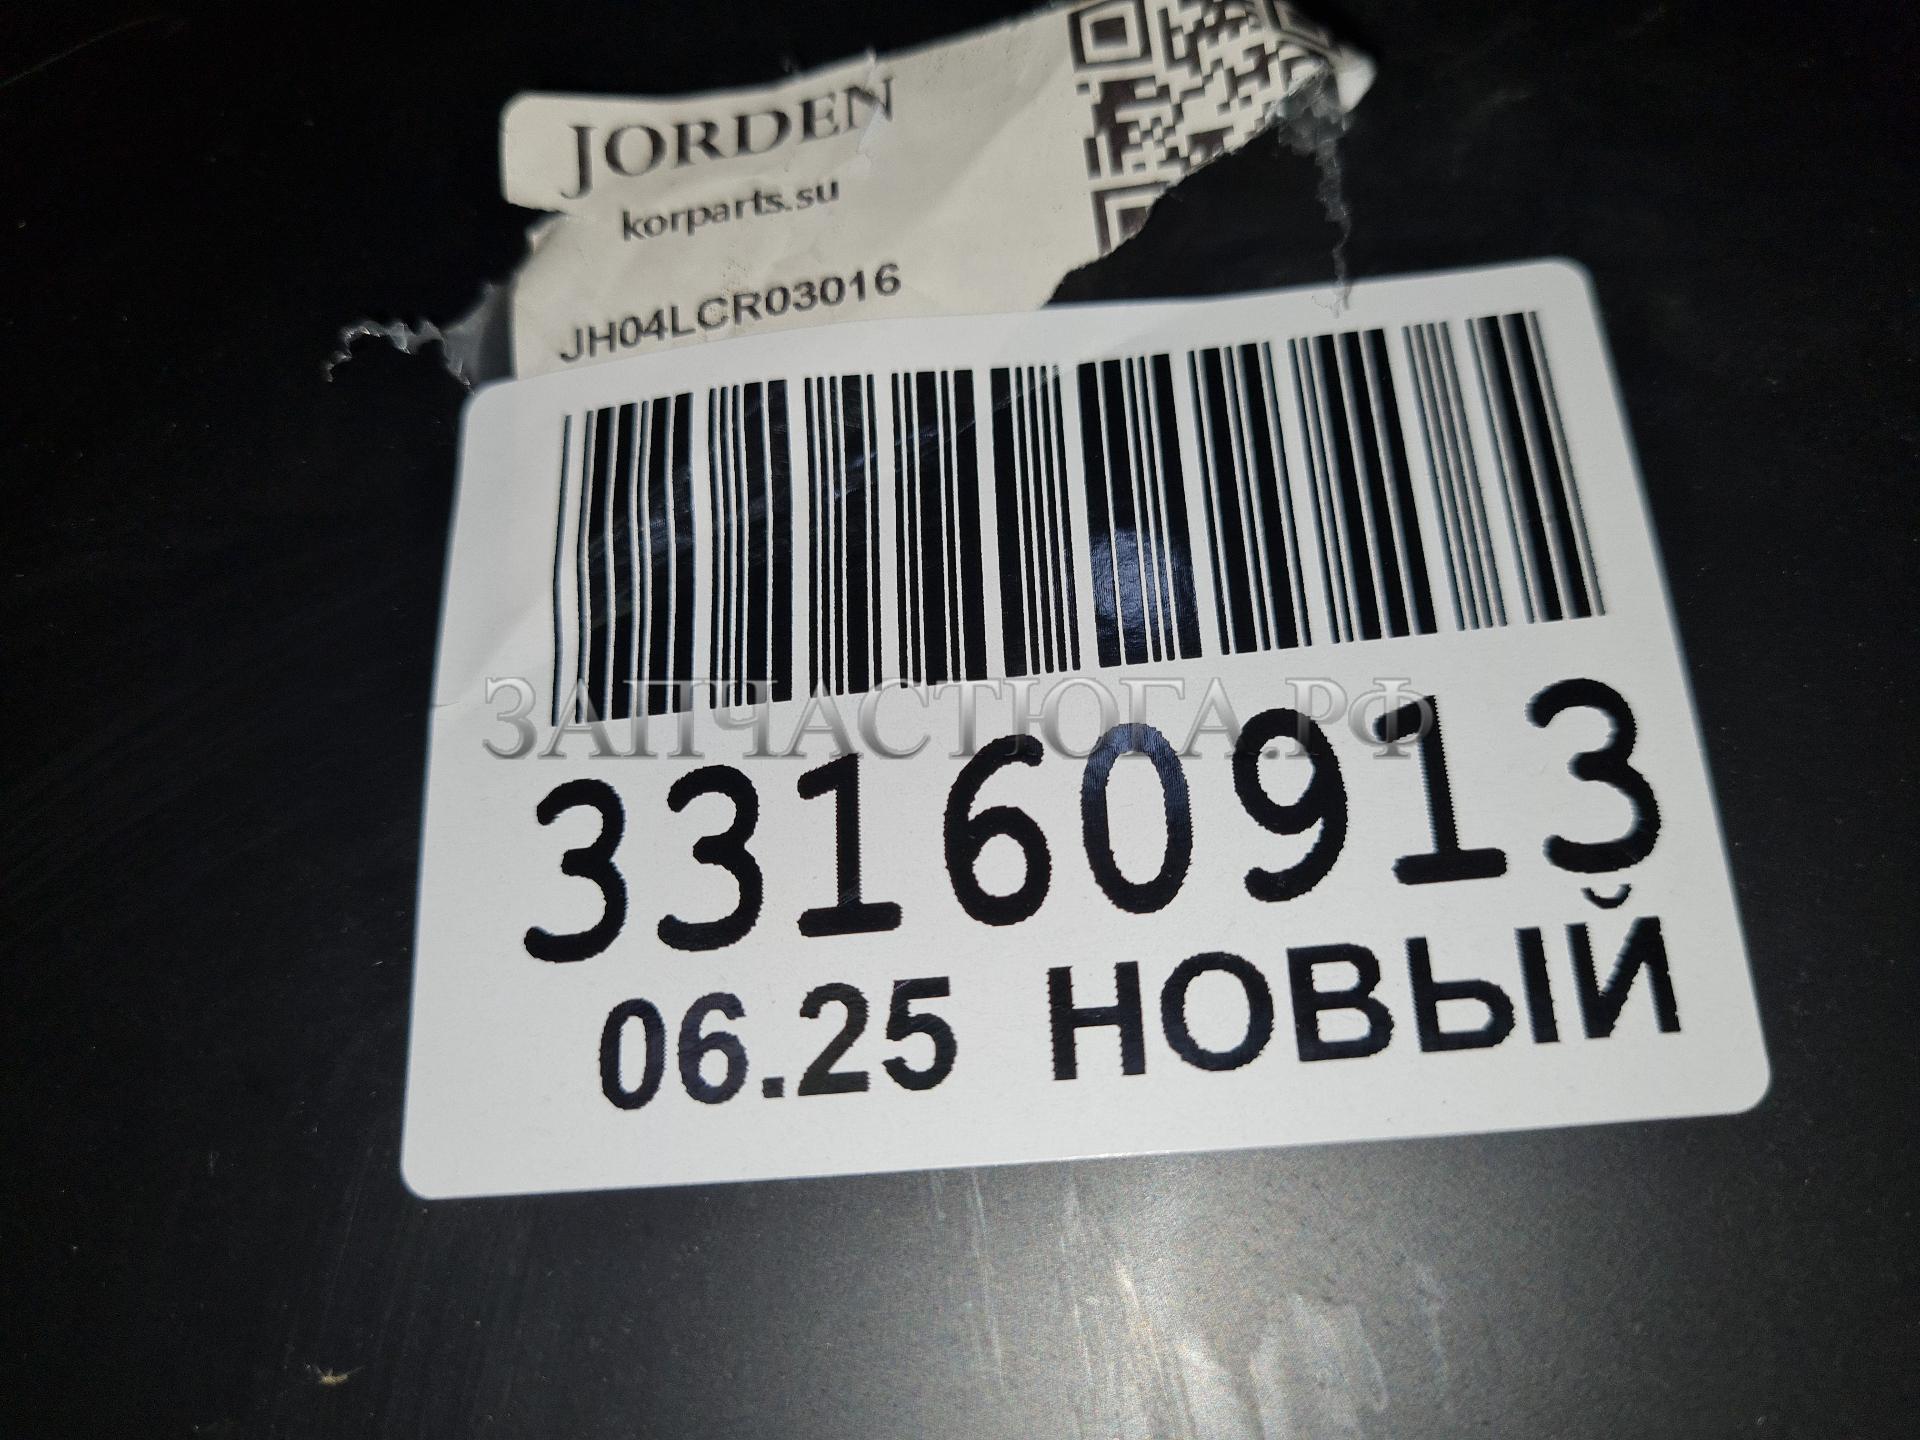 JORDEN
korparts.su
JH04LCR03016
ЗАПЧАСТЮГА.РФ
33160913
06.25 НОВЫЙ